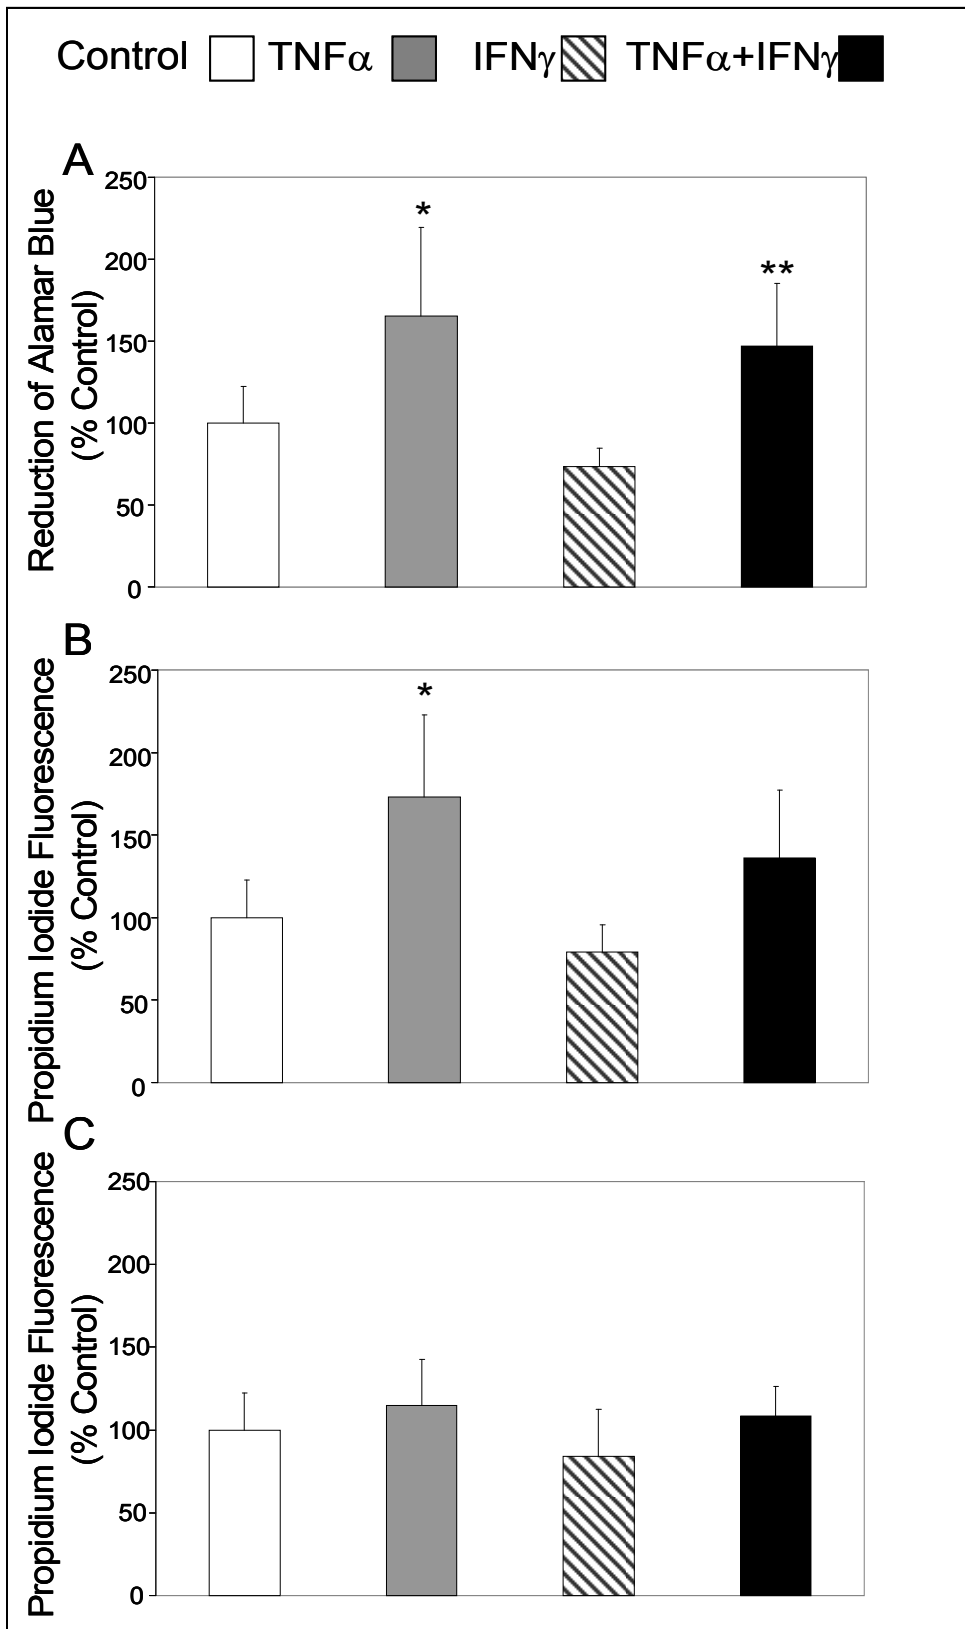 Control TNFα IFNγ TNFα+IFNγ
A
Reduction of Alamar Blue
(% Control)
250
200
150
100
50
0
*
**
B
Propidium Iodide Fluorescence
(% Control)
250
200
150
100
50
0
*
C
Propidium Iodide Fluorescence
(% Control)
250
200
150
100
50
0